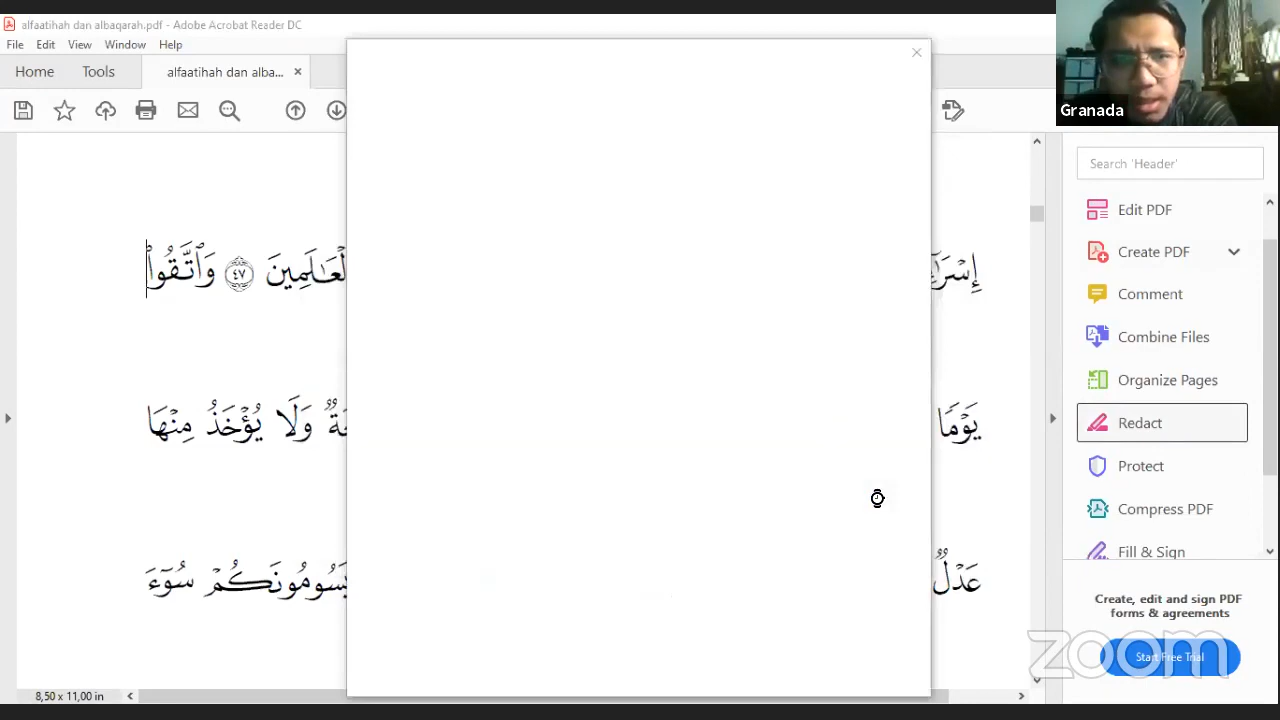 alfaatihah dan albaqarah.pdf - Adobe Acrobat Reader DC
File Edit View Window Help
Home Tools alfaatihah dan alba...
Granada
Search 'Header'
Edit PDF
Create PDF
Comment
Combine Files
Organize Pages
Redact
Protect
Compress PDF
Fill & Sign
Create, edit and sign PDF
forms & agreements
Start Free Trial
zoom
لْعَـٰلَمِينَ ٤٧ وَٱتَّقُوا۟
يَوْمًا وَلَا يُؤْخَذُ مِنْهَا
عَدْلٌ يَسُومُونَكُمْ سُوٓءَ
8,50 x 11,00 in